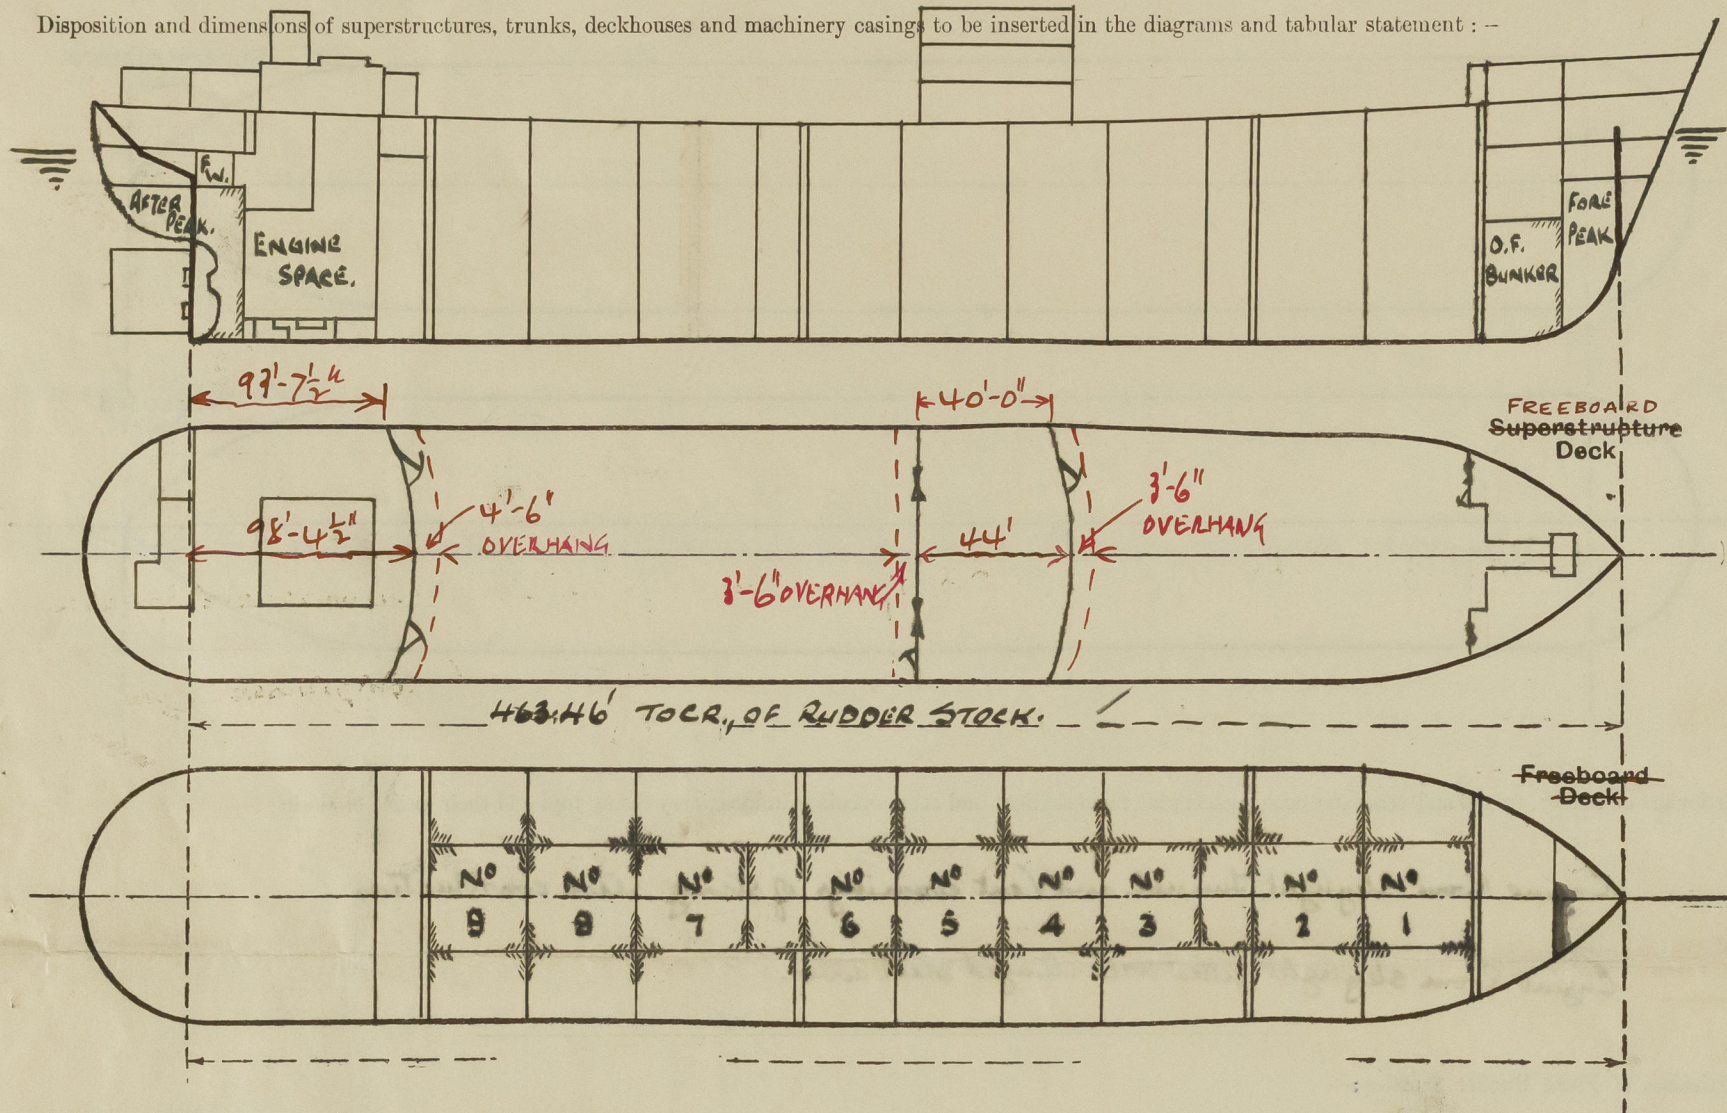 Disposition and dimensions of superstructures, trunks, deckhouses and machinery casings to be inserted in the diagrams and tabular statement : —
F.W.
AFTER PEAK.
ENGINE SPACE.
O.F. BUNKER
FORE PEAK
40'-0"
FREEBOARD
Superstructure
Deck
98'-4½"
4'-6"
OVERHANG
3'-6" OVERHANG
44'
3'-6"
OVERHANG
463.46' TO CR. OF RUDDER STOCK.
Freeboard
Deck
No 9
No 8
No 7
No 6
No 5
No 4
No 3
No 2
No 1